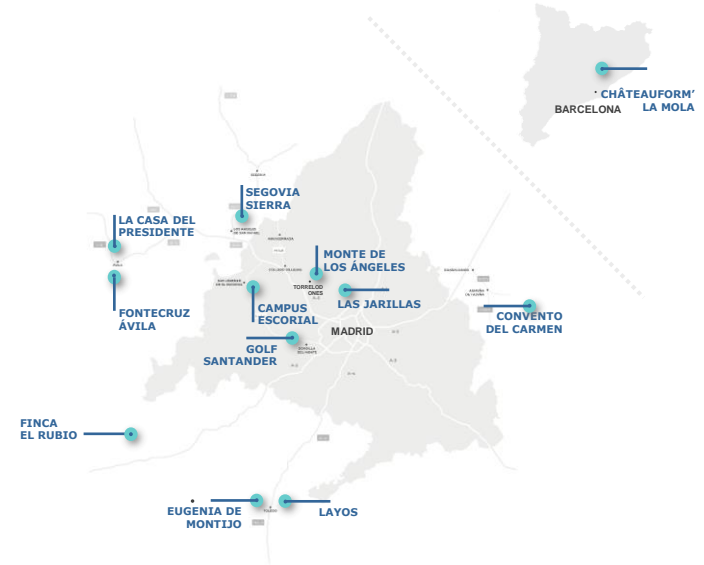 CHÂTEAUFORM’
LA MOLA
BARCELONA
SEGOVIA
SIERRA
LA CASA DEL
PRESIDENTE
MONTE DE
LOS ÁNGELES
TORRELOD
ONES
LAS JARILLAS
FONTECRUZ
ÁVILA
CAMPUS
ESCORIAL
CONVENTO
DEL CARMEN
MADRID
GOLF
SANTANDER
FINCA
EL RUBIO
EUGENIA DE
MONTIJO
LAYOS